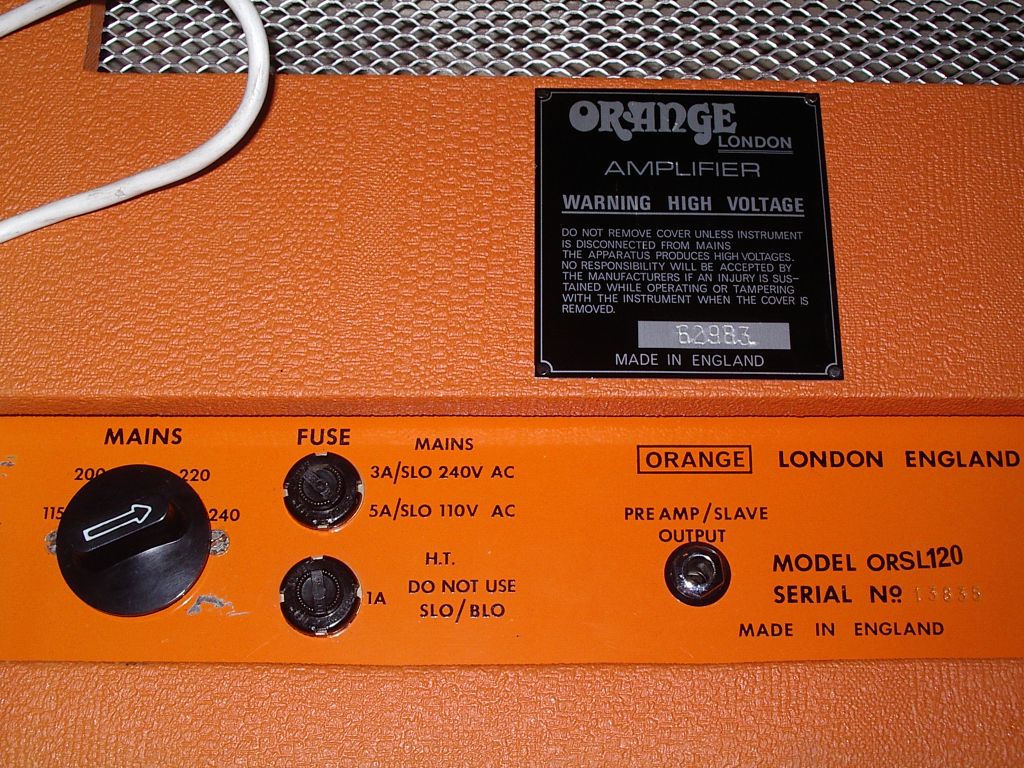 ORANGE
LONDON
AMPLIFIER
WARNING HIGH VOLTAGE
DO NOT REMOVE COVER UNLESS INSTRUMENT
IS DISCONNECTED FROM MAINS
THE APPARATUS PRODUCES HIGH VOLTAGES.
NO RESPONSIBILITY WILL BE ACCEPTED BY
THE MANUFACTURERS IF AN INJURY IS SUS-
TAINED WHILE OPERATING OR TAMPERING
WITH THE INSTRUMENT WHEN THE COVER IS
REMOVED.
MADE IN ENGLAND
MAINS
200 220
115 240
FUSE
MAINS
3A/SLO 240V AC
5A/SLO 110V AC
H.T.
1A DO NOT USE
SLO/BLO
ORANGE LONDON ENGLAND
PRE AMP/SLAVE
OUTPUT
MODEL ORSL120
SERIAL Nº
MADE IN ENGLAND